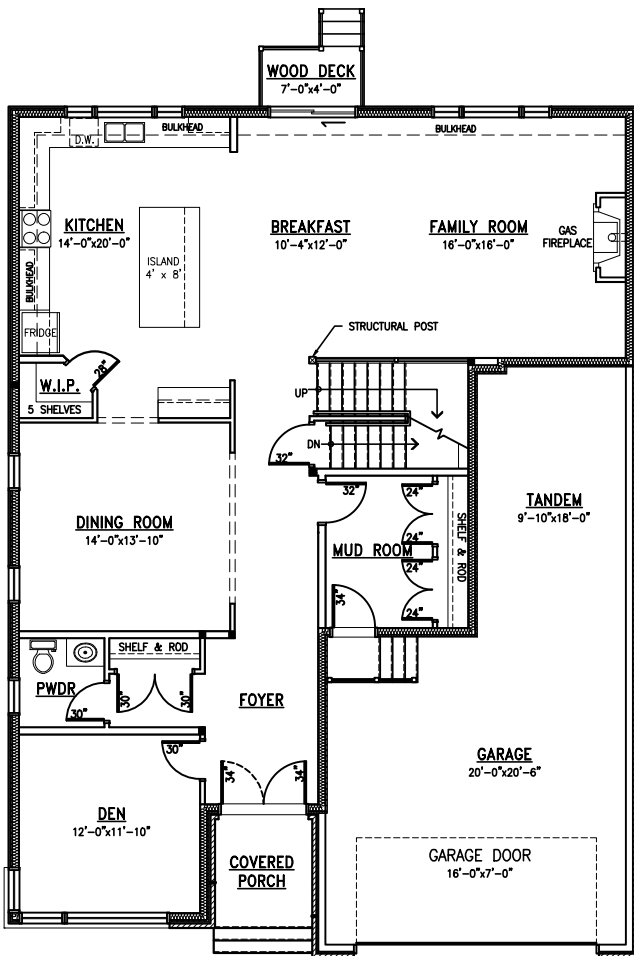 WOOD DECK
7'-0"x4'-0"
BULKHEAD
BULKHEAD
D.W.
KITCHEN
14'-0"x20'-0"
BREAKFAST
10'-4"x12'-0"
FAMILY ROOM
16'-0"x16'-0"
GAS
FIREPLACE
ISLAND
4' x 8'
BULKHEAD
FRIDGE
STRUCTURAL POST
28"
W.I.P.
5 SHELVES
UP
DN
32"
32"
24"
24"
24"
24"
SHELF & ROD
MUD ROOM
34"
TANDEM
9'-10"x18'-0"
DINING ROOM
14'-0"x13'-10"
SHELF & ROD
PWDR
30"
30"
30"
FOYER
30"
34"
34"
GARAGE
20'-0"x20'-6"
DEN
12'-0"x11'-10"
COVERED
PORCH
GARAGE DOOR
16'-0"x7'-0"